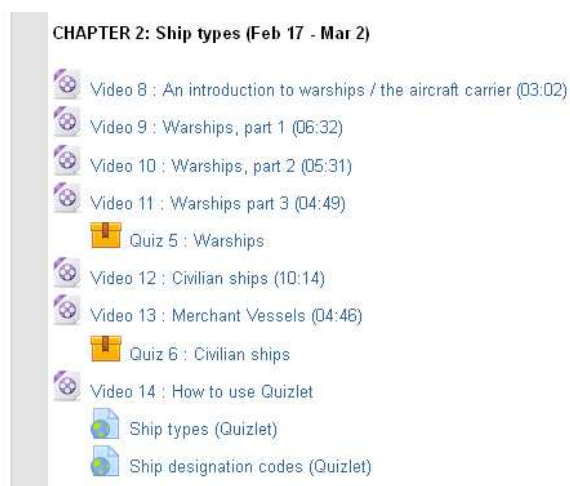 CHAPTER 2: Ship types (Feb 17 - Mar 2)
Video 8 : An introduction to warships / the aircraft carrier (03:02)
Video 9 : Warships, part 1 (06:32)
Video 10 : Warships, part 2 (05:31)
Video 11 : Warships part 3 (04:49)
Quiz 5 : Warships
Video 12 : Civilian ships (10:14)
Video 13 : Merchant Vessels (04:46)
Quiz 6 : Civilian ships
Video 14 : How to use Quizlet
Ship types (Quizlet)
Ship designation codes (Quizlet)